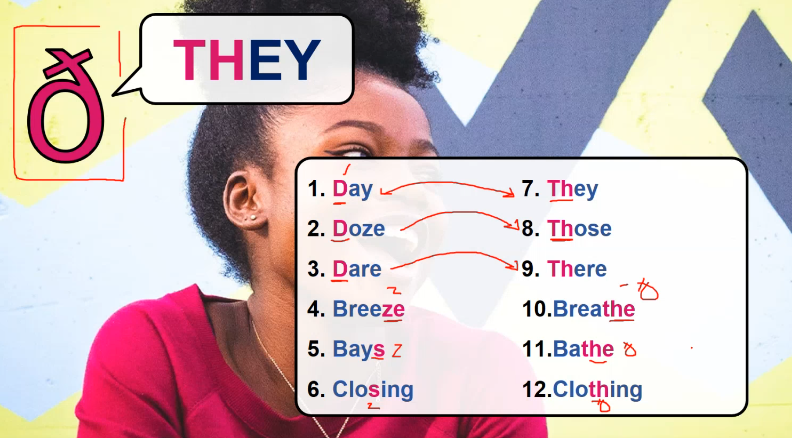 ð
THEY
1. Day
2. Doze
3. Dare
z
4. Breeze
5. Bays z
6. Closing
z
7. They
8. Those
9. There
ð
10.Breathe
11.Bathe ð
12.Clothing
ð